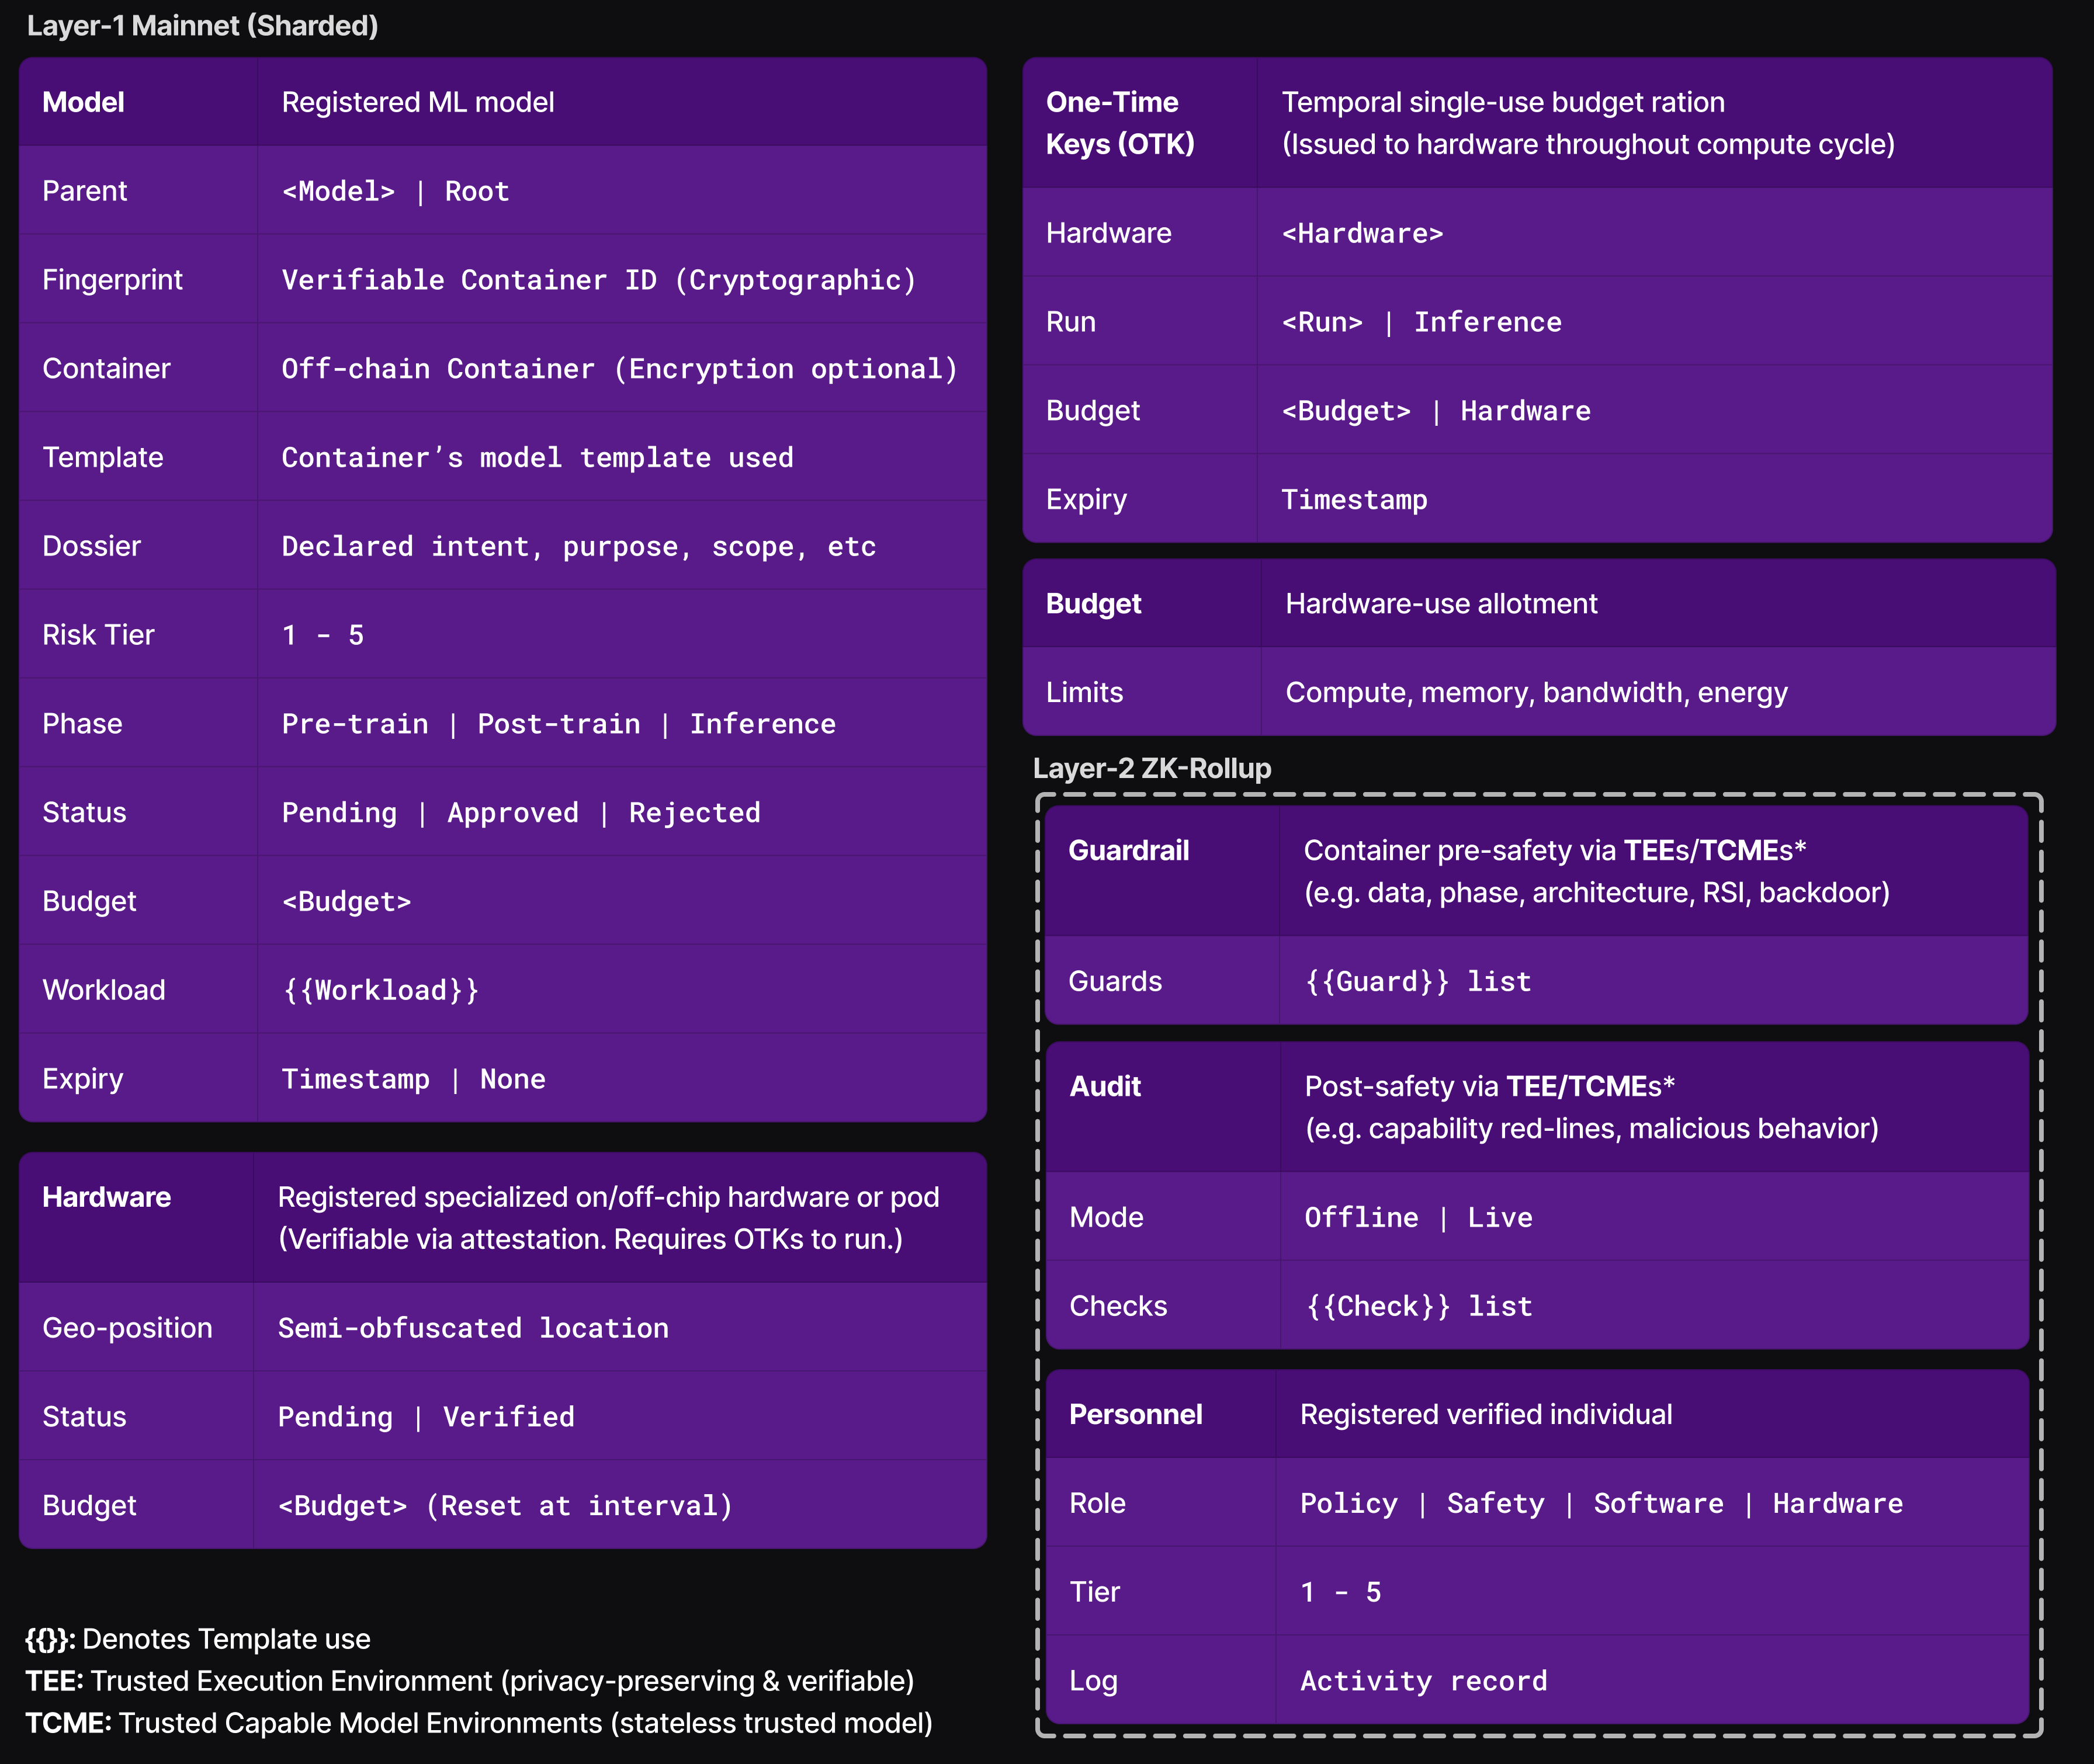 Layer-1 Mainnet (Sharded)
Model Registered ML model
Parent <Model> | Root
Fingerprint Verifiable Container ID (Cryptographic)
Container Off-chain Container (Encryption optional)
Template Container’s model template used
Dossier Declared intent, purpose, scope, etc
Risk Tier 1 - 5
Phase Pre-train | Post-train | Inference
Status Pending | Approved | Rejected
Budget <Budget>
Workload {{Workload}}
Expiry Timestamp | None
Hardware Registered specialized on/off-chip hardware or pod
(Verifiable via attestation. Requires OTKs to run.)
Geo-position Semi-obfuscated location
Status Pending | Verified
Budget <Budget> (Reset at interval)
{{}}: Denotes Template use
TEE: Trusted Execution Environment (privacy-preserving & verifiable)
TCME: Trusted Capable Model Environments (stateless trusted model)
One-Time Temporal single-use budget ration
Keys (OTK) (Issued to hardware throughout compute cycle)
Hardware <Hardware>
Run <Run> | Inference
Budget <Budget> | Hardware
Expiry Timestamp
Budget Hardware-use allotment
Limits Compute, memory, bandwidth, energy
Layer-2 ZK-Rollup
Guardrail Container pre-safety via TEEs/TCMEs*
(e.g. data, phase, architecture, RSI, backdoor)
Guards {{Guard}} list
Audit Post-safety via TEE/TCMEs*
(e.g. capability red-lines, malicious behavior)
Mode Offline | Live
Checks {{Check}} list
Personnel Registered verified individual
Role Policy | Safety | Software | Hardware
Tier 1 - 5
Log Activity record